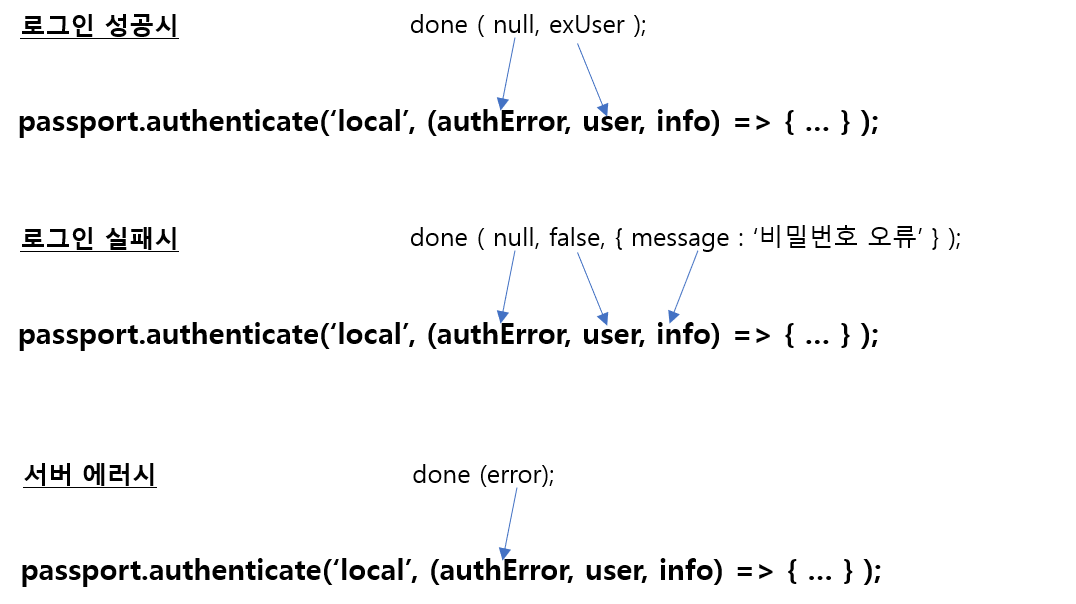 로그인 성공시 done ( null, exUser );
passport.authenticate(‘local’, (authError, user, info) => { … } );
로그인 실패시 done ( null, false, { message : ‘비밀번호 오류’ } );
passport.authenticate(‘local’, (authError, user, info) => { … } );
서버 에러시 done (error);
passport.authenticate(‘local’, (authError, user, info) => { … } );